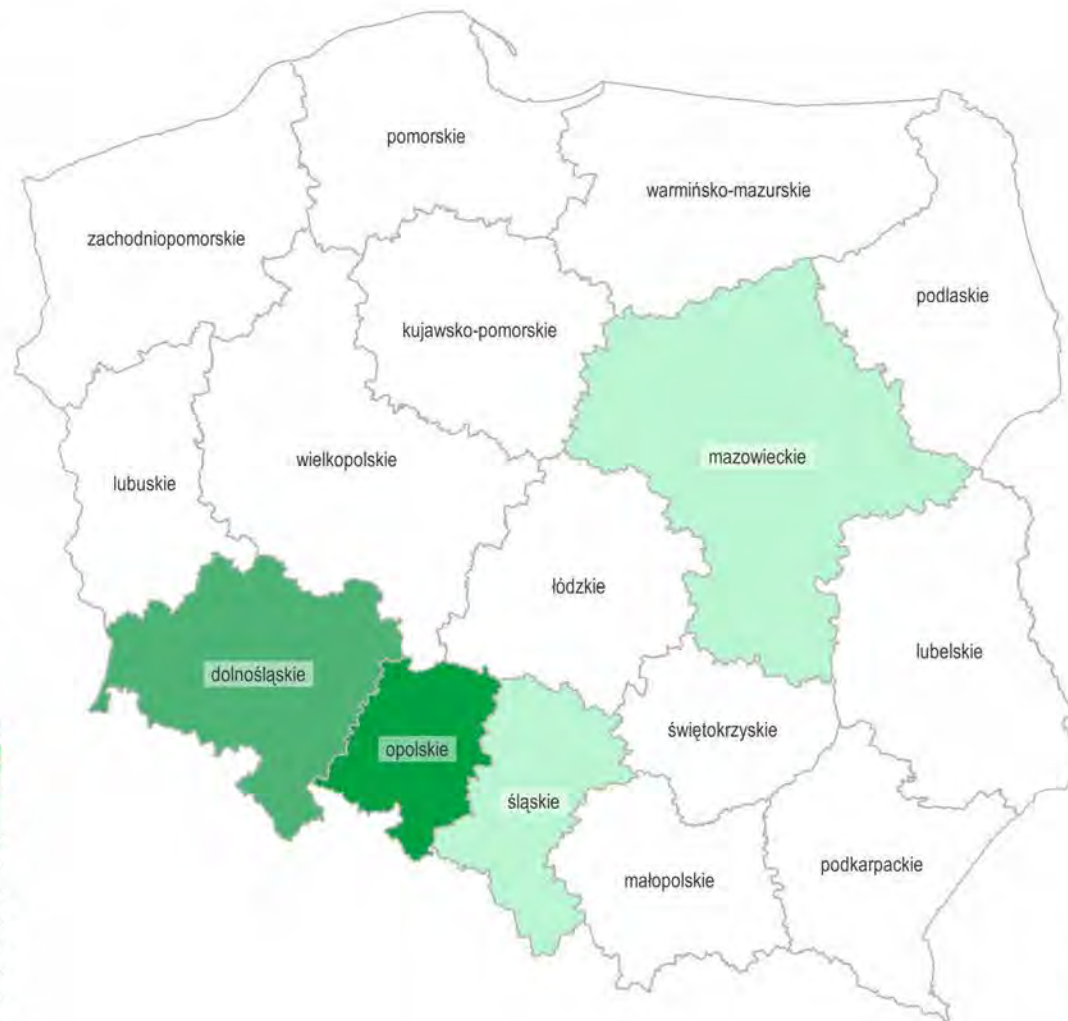 pomorskie
warmińsko-mazurskie
zachodniopomorskie
podlaskie
kujawsko-pomorskie
mazowieckie
wielkopolskie
lubuskie
łódzkie
lubelskie
dolnośląskie
świętokrzyskie
opolskie
śląskie
podkarpackie
małopolskie